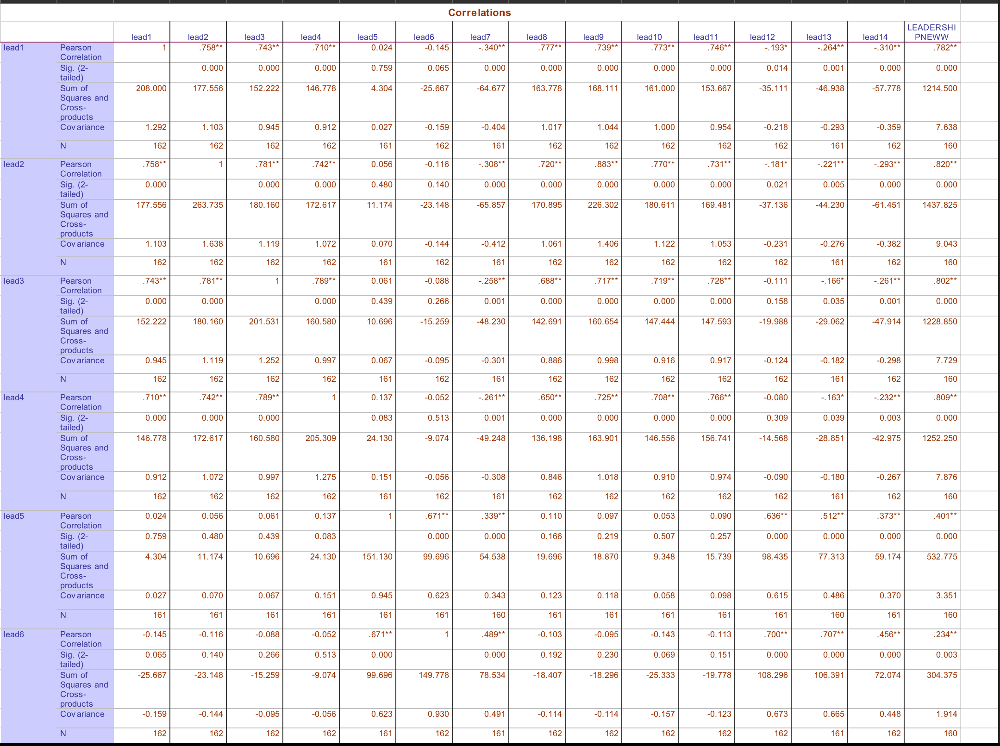 Correlations
lead1 lead2 lead3 lead4 lead5 lead6 lead7 lead8 lead9 lead10 lead11 lead12 lead13 lead14 LEADERSHI
PNEWW
lead1 Pearson 1 .758** .743** .710** 0.024 -0.145 -.340** .777** .739** .773** .746** -.193* -.264** -.310** .782**
Correlation
Sig. (2- 0.000 0.000 0.000 0.759 0.065 0.000 0.000 0.000 0.000 0.000 0.014 0.001 0.000 0.000
tailed)
Sum of 208.000 177.556 152.222 146.778 4.304 -25.667 -64.677 163.778 168.111 161.000 153.667 -35.111 -46.938 -57.778 1214.500
Squares and
Cross-
products
Covariance 1.292 1.103 0.945 0.912 0.027 -0.159 -0.404 1.017 1.044 1.000 0.954 -0.218 -0.293 -0.359 7.638
N 162 162 162 162 161 162 161 162 162 162 162 162 161 162 160
lead2 Pearson .758** 1 .781** .742** 0.056 -0.116 -.308** .720** .883** .770** .731** -.181* -.221** -.293** .820**
Correlation
Sig. (2- 0.000 0.000 0.000 0.480 0.140 0.000 0.000 0.000 0.000 0.000 0.021 0.005 0.000 0.000
tailed)
Sum of 177.556 263.735 180.160 172.617 11.174 -23.148 -65.857 170.895 226.302 180.611 169.481 -37.136 -44.230 -61.451 1437.825
Squares and
Cross-
products
Covariance 1.103 1.638 1.119 1.072 0.070 -0.144 -0.412 1.061 1.406 1.122 1.053 -0.231 -0.276 -0.382 9.043
N 162 162 162 162 161 162 161 162 162 162 162 162 161 162 160
lead3 Pearson .743** .781** 1 .789** 0.061 -0.088 -.258** .688** .717** .719** .728** -0.111 -.166* -.261** .802**
Correlation
Sig. (2- 0.000 0.000 0.000 0.439 0.266 0.001 0.000 0.000 0.000 0.000 0.158 0.035 0.001 0.000
tailed)
Sum of 152.222 180.160 201.531 160.580 10.696 -15.259 -48.230 142.691 160.654 147.444 147.593 -19.988 -29.062 -47.914 1228.850
Squares and
Cross-
products
Covariance 0.945 1.119 1.252 0.997 0.067 -0.095 -0.301 0.886 0.998 0.916 0.917 -0.124 -0.182 -0.298 7.729
N 162 162 162 162 161 162 161 162 162 162 162 162 161 162 160
lead4 Pearson .710** .742** .789** 1 0.137 -0.052 -.261** .650** .725** .708** .766** -0.080 -.163* -.232** .809**
Correlation
Sig. (2- 0.000 0.000 0.000 0.083 0.513 0.001 0.000 0.000 0.000 0.000 0.309 0.039 0.003 0.000
tailed)
Sum of 146.778 172.617 160.580 205.309 24.130 -9.074 -49.248 136.198 163.901 146.556 156.741 -14.568 -28.851 -42.975 1252.250
Squares and
Cross-
products
Covariance 0.912 1.072 0.997 1.275 0.151 -0.056 -0.308 0.846 1.018 0.910 0.974 -0.090 -0.180 -0.267 7.876
N 162 162 162 162 161 162 161 162 162 162 162 162 161 162 160
lead5 Pearson 0.024 0.056 0.061 0.137 1 .671** .339** 0.110 0.097 0.053 0.090 .636** .512** .373** .401**
Correlation
Sig. (2- 0.759 0.480 0.439 0.083 0.000 0.000 0.166 0.219 0.507 0.257 0.000 0.000 0.000 0.000
tailed)
Sum of 4.304 11.174 10.696 24.130 151.130 99.696 54.538 19.696 18.870 9.348 15.739 98.435 77.313 59.174 532.775
Squares and
Cross-
products
Covariance 0.027 0.070 0.067 0.151 0.945 0.623 0.343 0.123 0.118 0.058 0.098 0.615 0.486 0.370 3.351
N 161 161 161 161 161 161 160 161 161 161 161 161 160 161 160
lead6 Pearson -0.145 -0.116 -0.088 -0.052 .671** 1 .489** -0.103 -0.095 -0.143 -0.113 .700** .707** .456** .234**
Correlation
Sig. (2- 0.065 0.140 0.266 0.513 0.000 0.000 0.192 0.230 0.069 0.151 0.000 0.000 0.000 0.003
tailed)
Sum of -25.667 -23.148 -15.259 -9.074 99.696 149.778 78.534 -18.407 -18.296 -25.333 -19.778 108.296 106.391 72.074 304.375
Squares and
Cross-
products
Covariance -0.159 -0.144 -0.095 -0.056 0.623 0.930 0.491 -0.114 -0.114 -0.157 -0.123 0.673 0.665 0.448 1.914
N 162 162 162 162 161 162 161 162 162 162 162 162 161 162 160